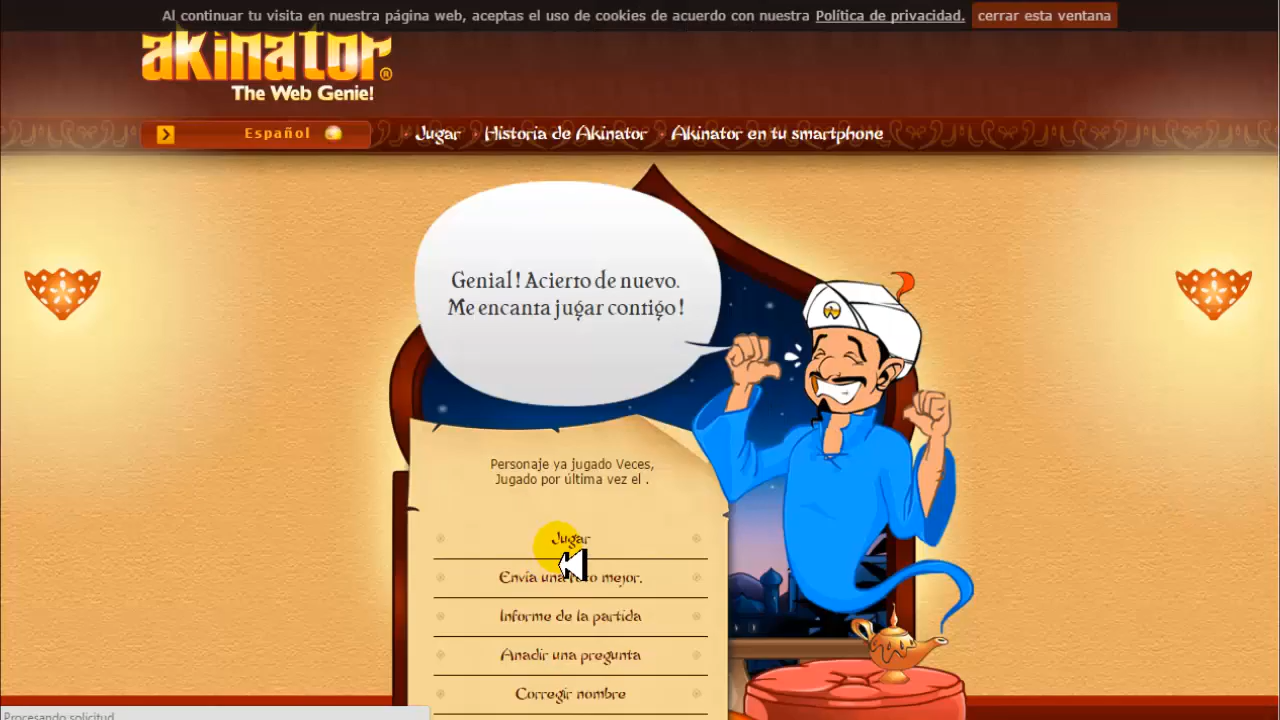 Al continuar tu visita en nuestra página web, aceptas el uso de cookies de acuerdo con nuestra Política de privacidad. cerrar esta ventana
akinator®
The Web Genie!
Español
Jugar Historia de Akinator Akinator en tu smartphone
Genial! Acierto de nuevo.
Me encanta jugar contigo!
Personaje ya jugado Veces,
Jugado por última vez el .
Jugar
Envía una foto mejor.
Informe de la partida
Anadir una pregunta
Corregir nombre
Procesando solicitud